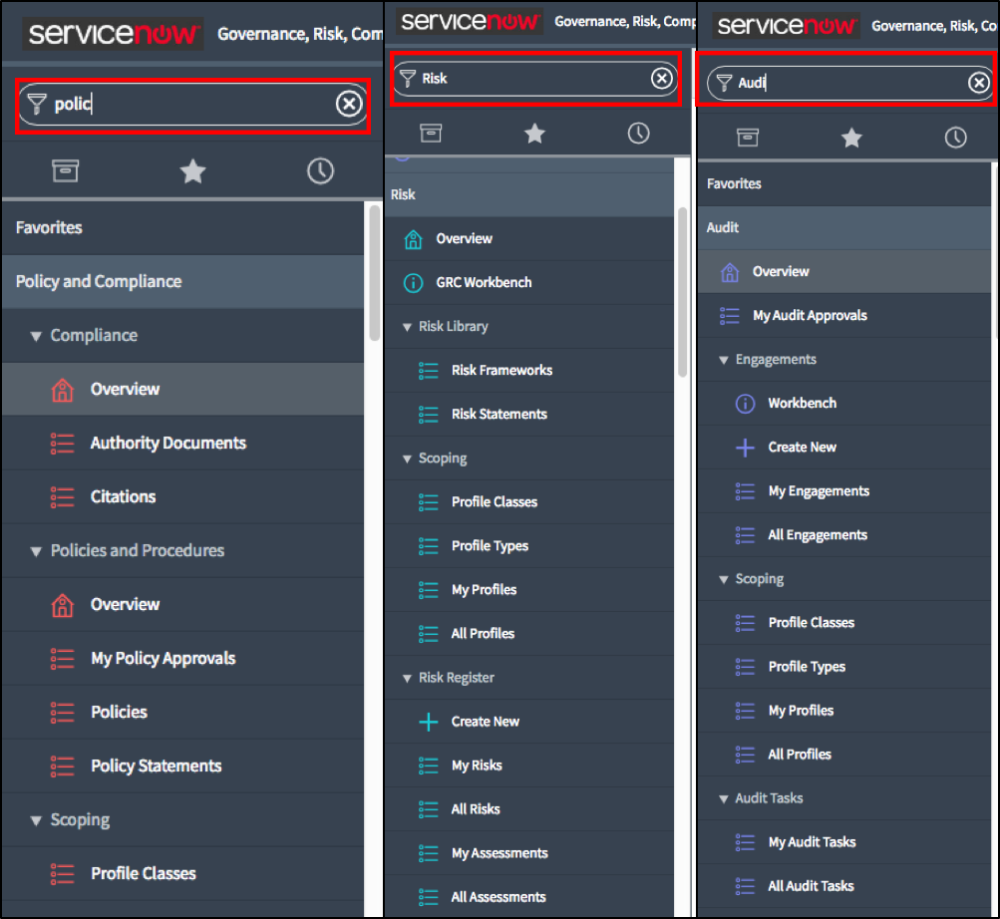 servicenow Governance, Risk, Com
polic
Favorites
Policy and Compliance
Compliance
Overview
Authority Documents
Citations
Policies and Procedures
Overview
My Policy Approvals
Policies
Policy Statements
Scoping
Profile Classes
servicenow Governance, Risk, Comp
Risk
Risk
Overview
GRC Workbench
Risk Library
Risk Frameworks
Risk Statements
Scoping
Profile Classes
Profile Types
My Profiles
All Profiles
Risk Register
Create New
My Risks
All Risks
My Assessments
All Assessments
servicenow Governance, Risk, Co
Audi
Favorites
Audit
Overview
My Audit Approvals
Engagements
Workbench
Create New
My Engagements
All Engagements
Scoping
Profile Classes
Profile Types
My Profiles
All Profiles
Audit Tasks
My Audit Tasks
All Audit Tasks